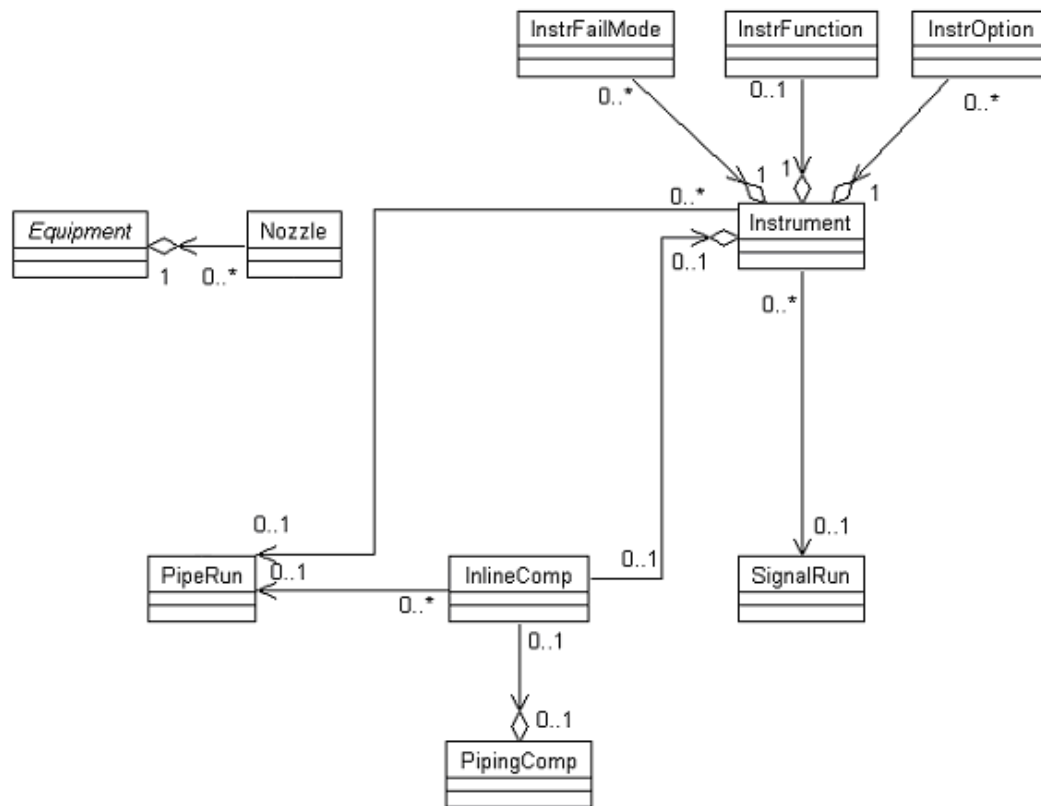 InstrFailMode
InstrFunction
InstrOption
0..*
0..1
0..*
1
1
1
0..*
Equipment
Nozzle
Instrument
1
0..*
0..1
0..*
0..1
0..1
0..1
0..1
PipeRun
InlineComp
SignalRun
0..*
0..1
0..1
PipingComp